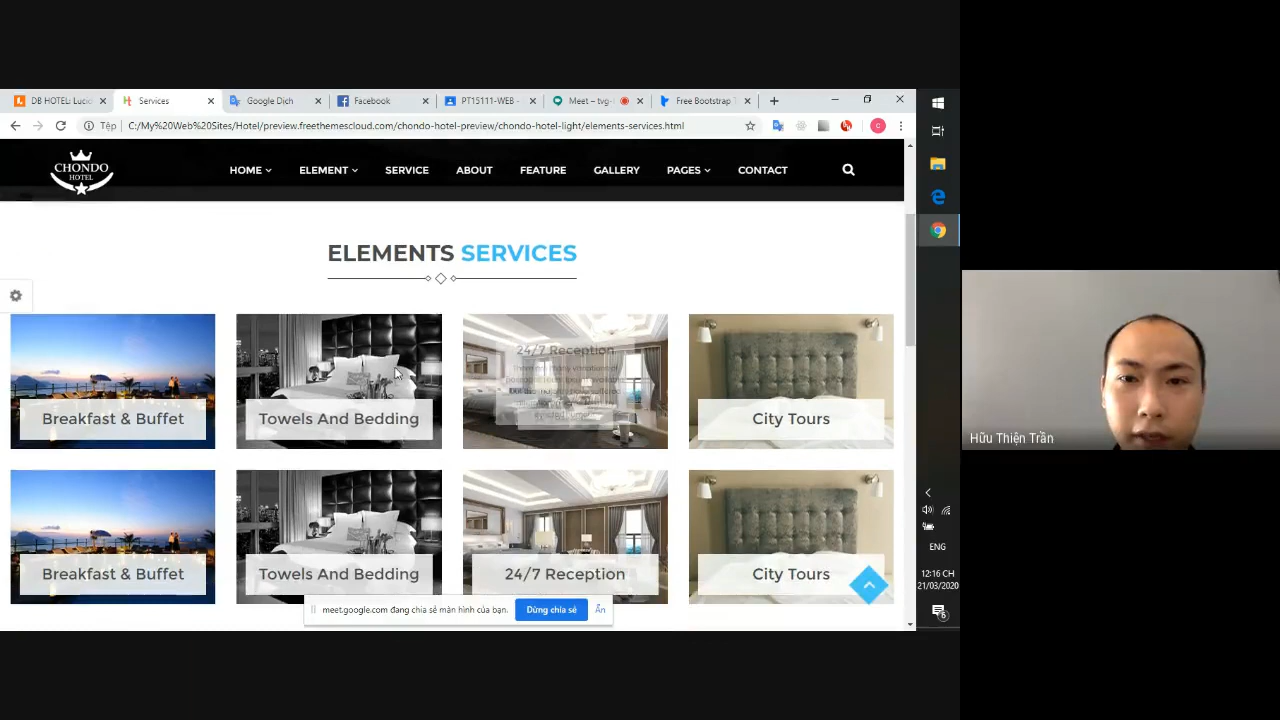 DB HOTEL: Lucid
Services
Google Dịch
Facebook
PT15111-WEB -
Meet – tvg-
Free Bootstrap T
Tệp
C:/My%20Web%20Sites/Hotel/preview.freethemescloud.com/chondo-hotel-preview/chondo-hotel-light/elements-services.html
CHONDO
HOTEL
HOME
ELEMENT
SERVICE
ABOUT
FEATURE
GALLERY
PAGES
CONTACT
ELEMENTS SERVICES
24/7 Reception
Breakfast & Buffet
Towels And Bedding
City Tours
Breakfast & Buffet
Towels And Bedding
24/7 Reception
City Tours
meet.google.com đang chia sẻ màn hình của bạn.
Dừng chia sẻ
Ẩn
ENG
12:16 CH
21/03/2020
Hữu Thiện Trần